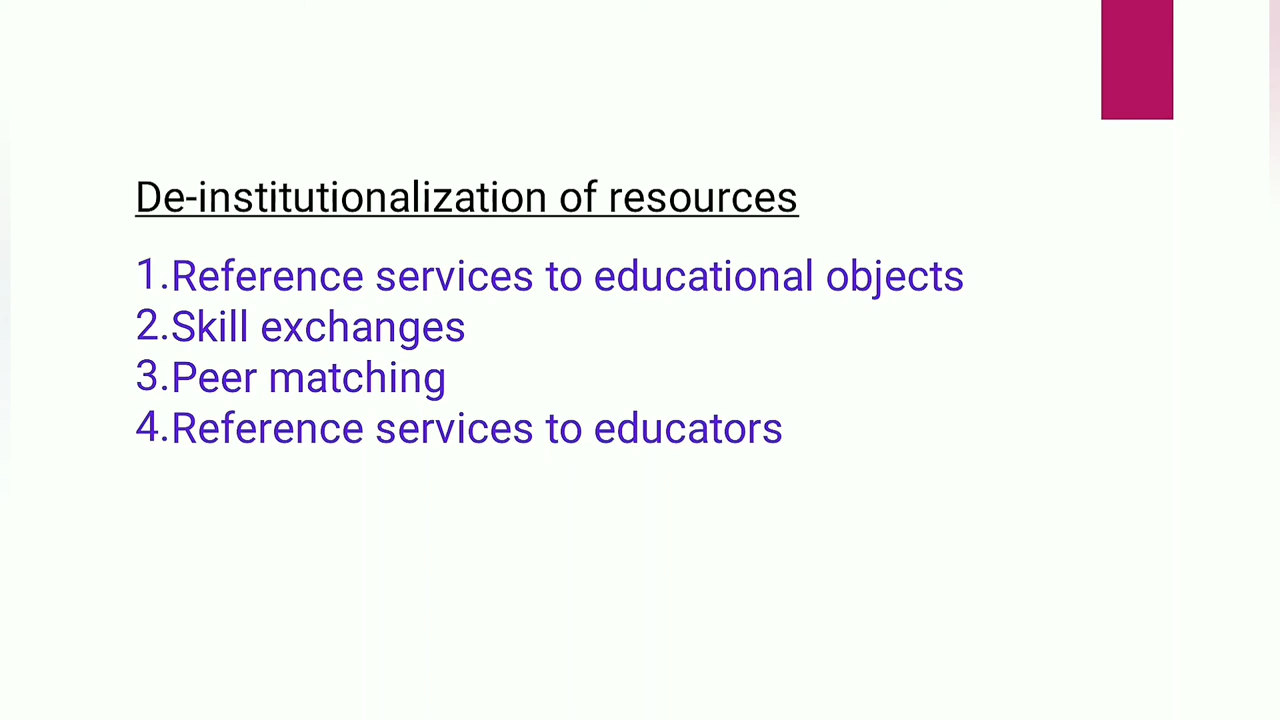 De-institutionalization of resources
1.Reference services to educational objects
2.Skill exchanges
3.Peer matching
4.Reference services to educators